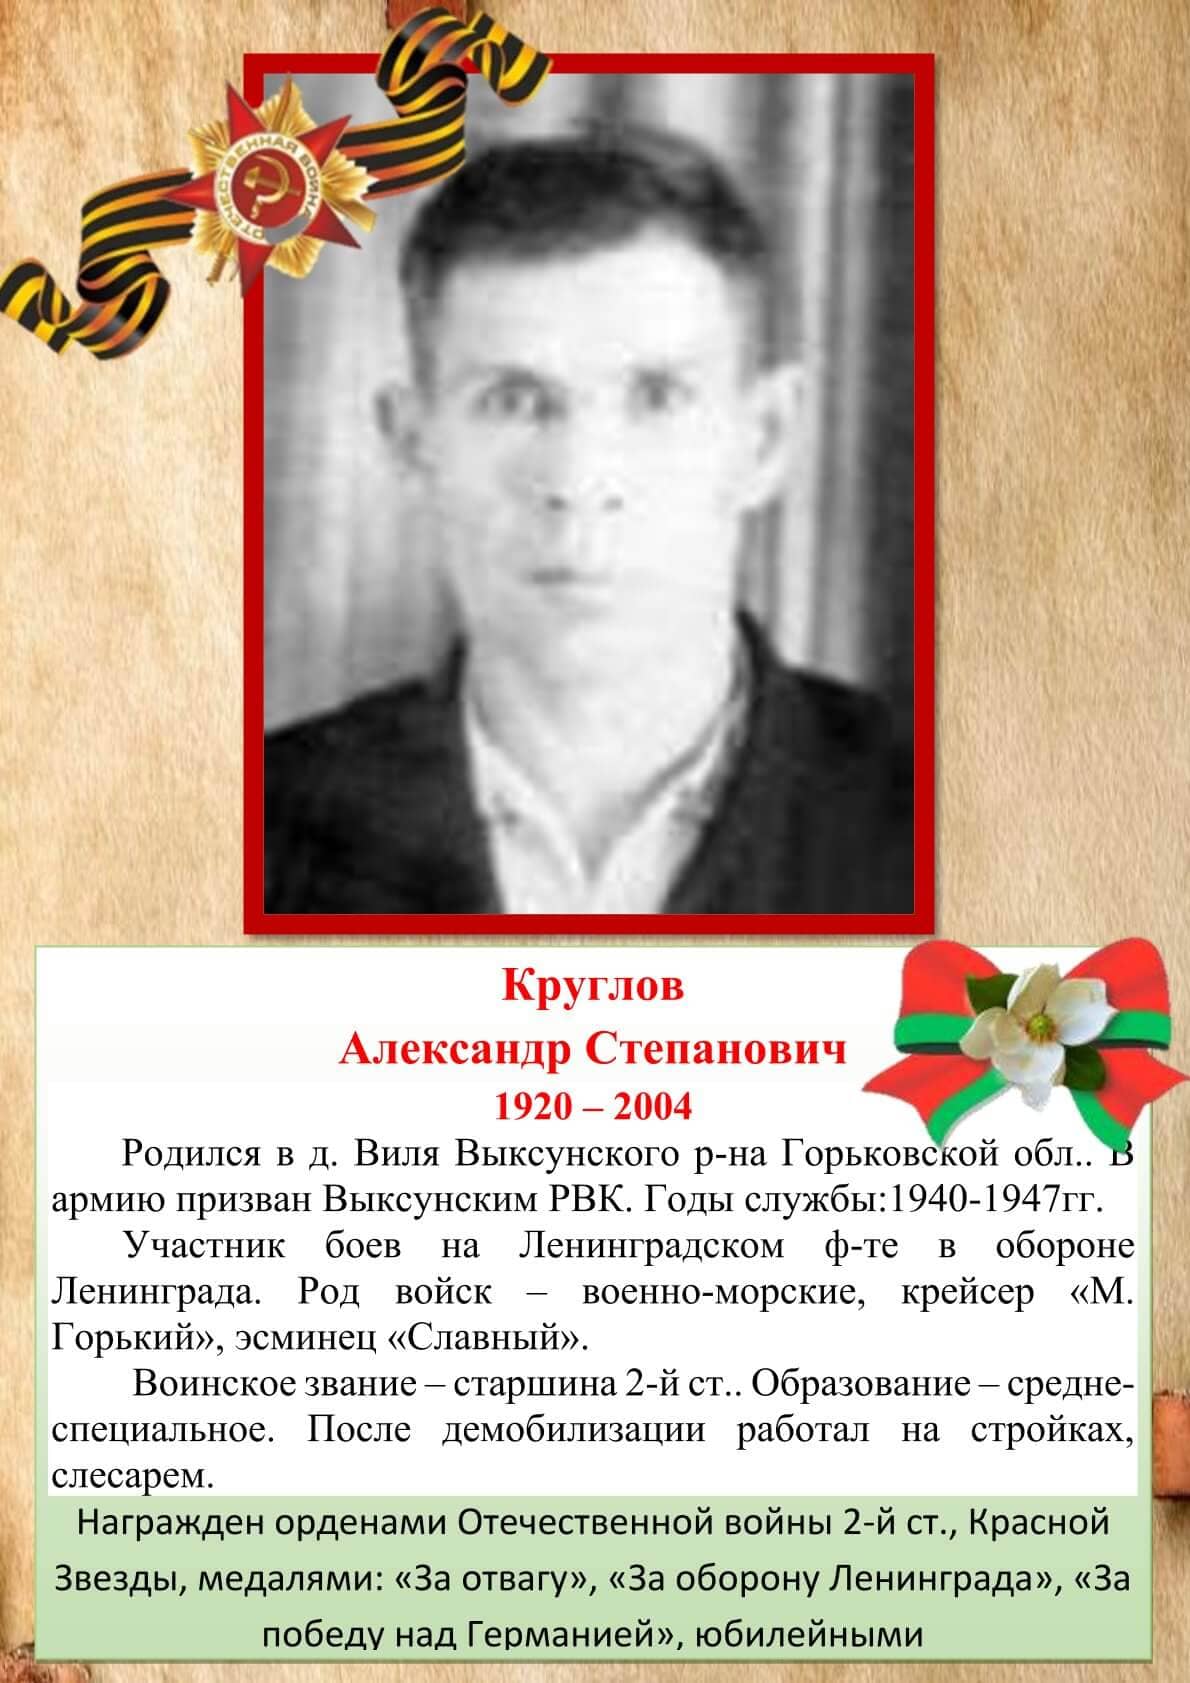 ОТЕЧЕСТВЕННАЯ ВОЙНА
Круглов
Александр Степанович
1920 – 2004
Родился в д. Виля Выксунского р-на Горьковской обл.. В
армию призван Выксунским РВК. Годы службы:1940-1947гг.
Участник боев на Ленинградском ф-те в обороне
Ленинграда. Род войск – военно-морские, крейсер «М.
Горький», эсминец «Славный».
Воинское звание – старшина 2-й ст.. Образование – средне-
специальное. После демобилизации работал на стройках,
слесарем.
Награжден орденами Отечественной войны 2-й ст., Красной
Звезды, медалями: «За отвагу», «За оборону Ленинграда», «За
победу над Германией», юбилейными